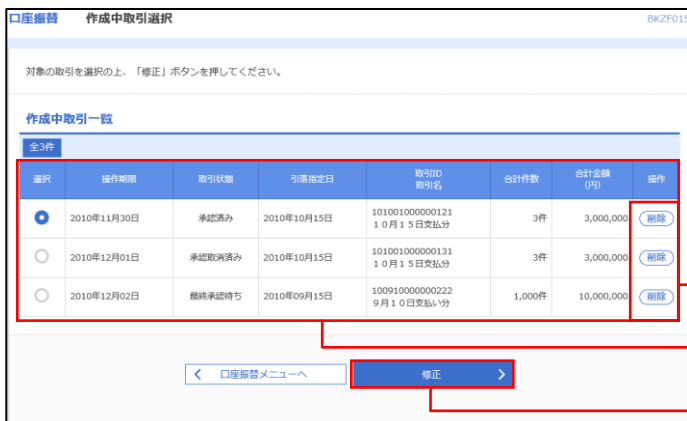 口座振替 作成中取引選択 BKZF015
対象の取引を選択の上、「修正」ボタンを押してください。
作成中取引一覧
全3件
選択 操作期限 取引状態 引落指定日 取引ID 合計件数 合計金額 操作
取引名 (円)
2010年11月30日 承認済み 2010年10月15日 101001000000121 3件 3,000,000 削除
10月15日支払分
2010年12月01日 承認取消済み 2010年10月15日 101001000000131 3件 3,000,000 削除
10月15日支払分
2010年12月02日 最終承認待ち 2010年09月15日 100910000000222 1,000件 10,000,000 削除
9月10日支払い分
口座振替メニューへ 修正